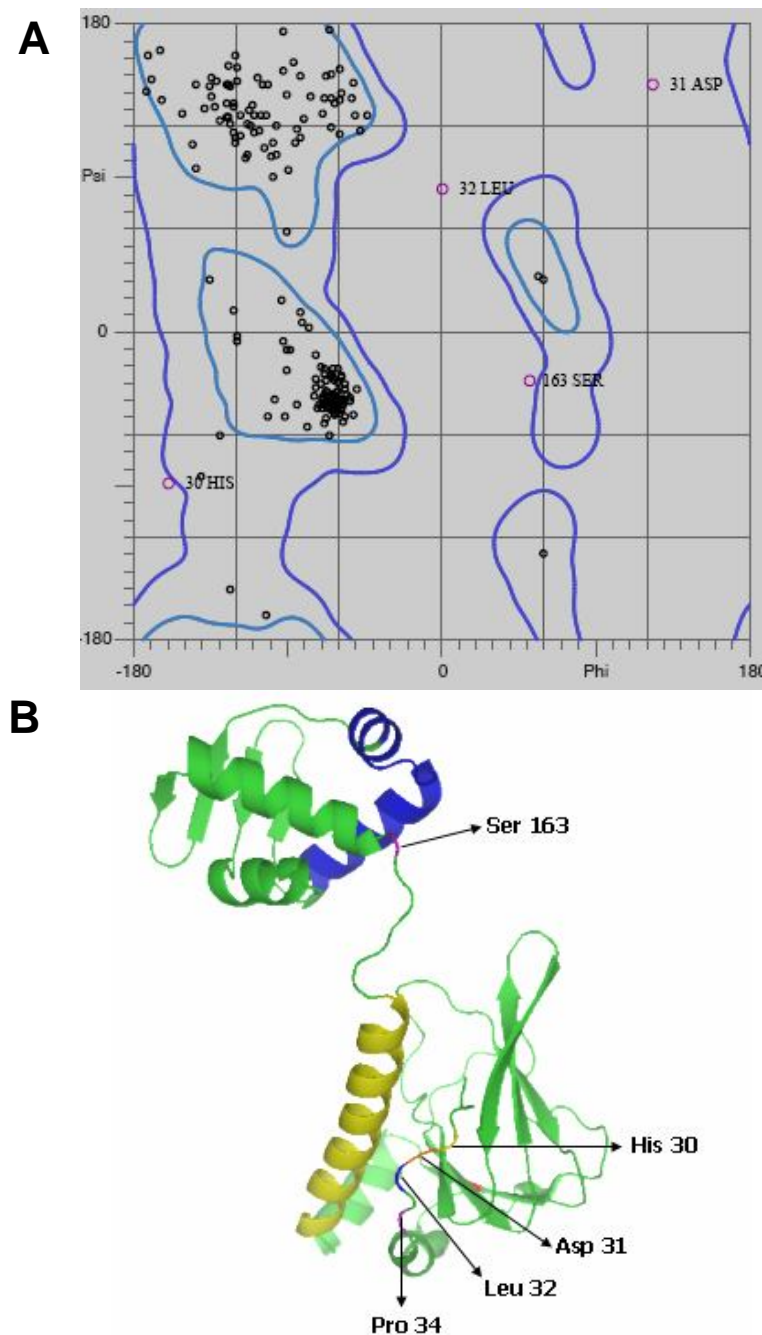 A
180
31 ASP
Psi
32 LEU
0
163 SER
30 HIS
-180
-180
0
Phi
180
B
Ser 163
His 30
Asp 31
Leu 32
Pro 34